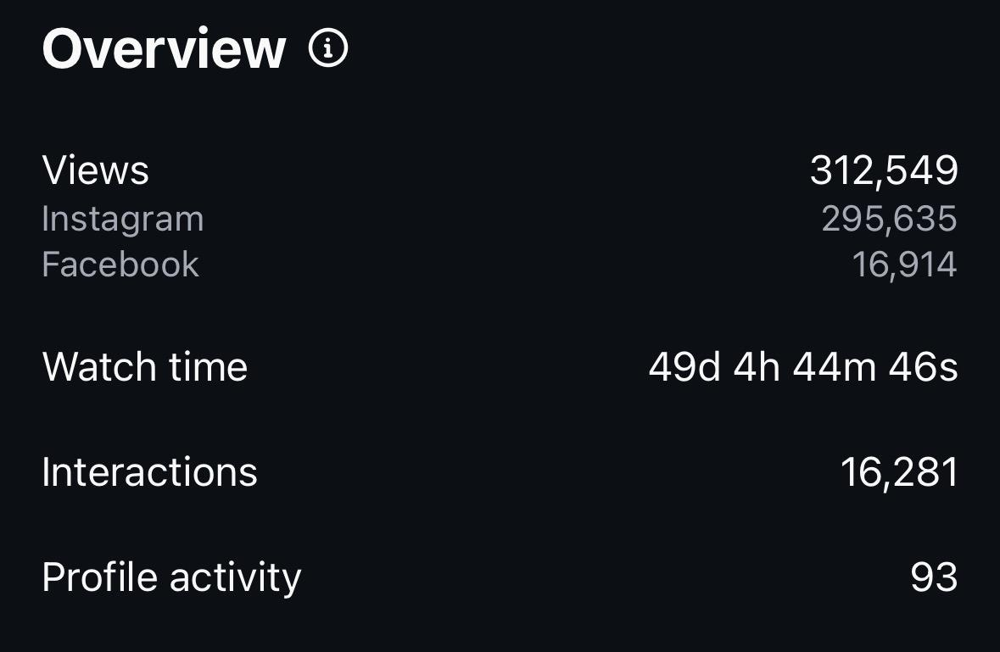 Overview
Views 312,549
Instagram 295,635
Facebook 16,914
Watch time 49d 4h 44m 46s
Interactions 16,281
Profile activity 93